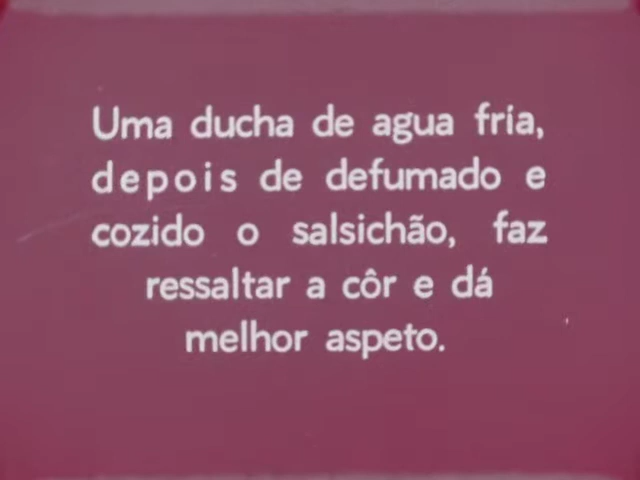 Uma ducha de agua fria,
depois de defumado e
cozido o salsichão, faz
ressaltar a côr e dá
melhor aspeto.